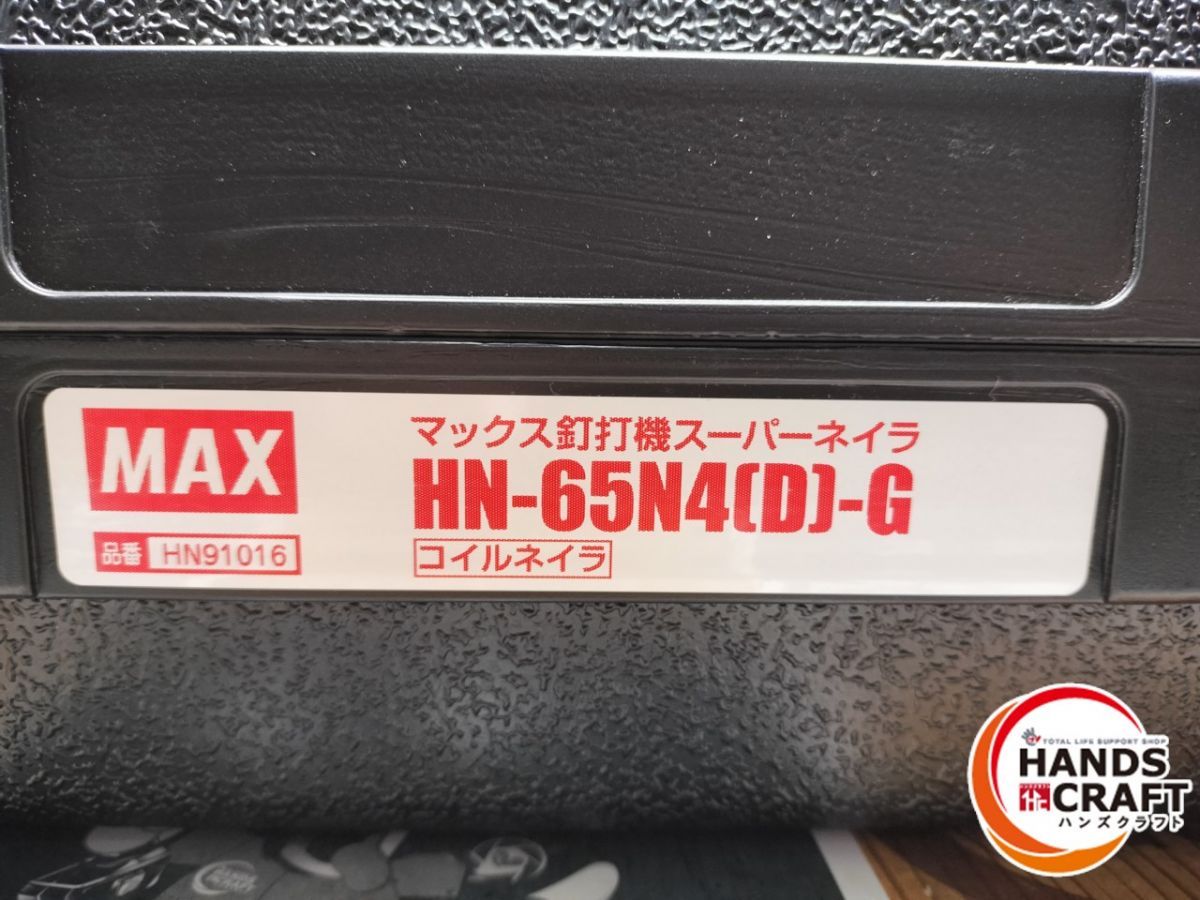 MAX
品番 HN91016
マックス釘打機スーパーネイラ
HN-65N4(D)-G
コイルネイラ
TOTAL LIFE SUPPORT SHOP
HANDS
CRAFT
ハンズクラフト